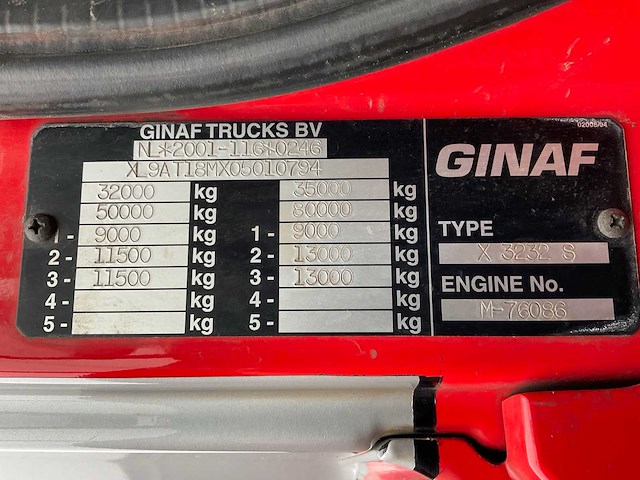 GINAF TRUCKS BV
NL*2001-116*0246
XL9AT18MX05010794
32000 kg 35000 kg
50000 kg 80000 kg
1 - 9000 kg 1 - 9000 kg
2 - 11500 kg 2 - 13000 kg
3 - 11500 kg 3 - 13000 kg
4 - kg 4 - kg
5 - kg 5 - kg
GINAF
TYPE
X 3232 S
ENGINE No.
M-76086